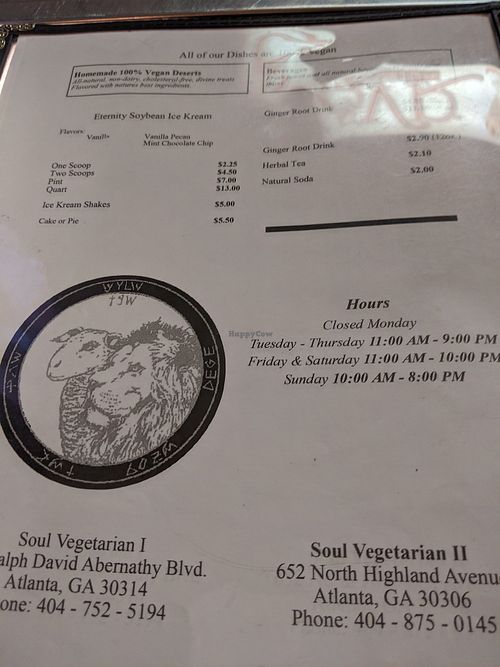 All of our Dishes are 100% Vegan
Homemade 100% Vegan Deserts
All-natural, non-dairy, cholesterol-free, divine treats
Flavored with natures best ingredients.
Beverages
Eternity Soybean Ice Kream
Flavors:
Vanilla
Vanilla Pecan
Mint Chocolate Chip
One Scoop $2.25
Two Scoops $4.50
Pint $7.00
Quart $13.00
Ice Kream Shakes $5.00
Cake or Pie $5.50
Ginger Root Drink
$2.90 (12oz.)
Ginger Root Drink $2.10
Herbal Tea $2.00
Natural Soda
HappyCow
Hours
Closed Monday
Tuesday - Thursday 11:00 AM - 9:00 PM
Friday & Saturday 11:00 AM - 10:00 PM
Sunday 10:00 AM - 8:00 PM
Soul Vegetarian I
alph David Abernathy Blvd.
Atlanta, GA 30314
one: 404 - 752 - 5194
Soul Vegetarian II
652 North Highland Avenu
Atlanta, GA 30306
Phone: 404 - 875 - 0145